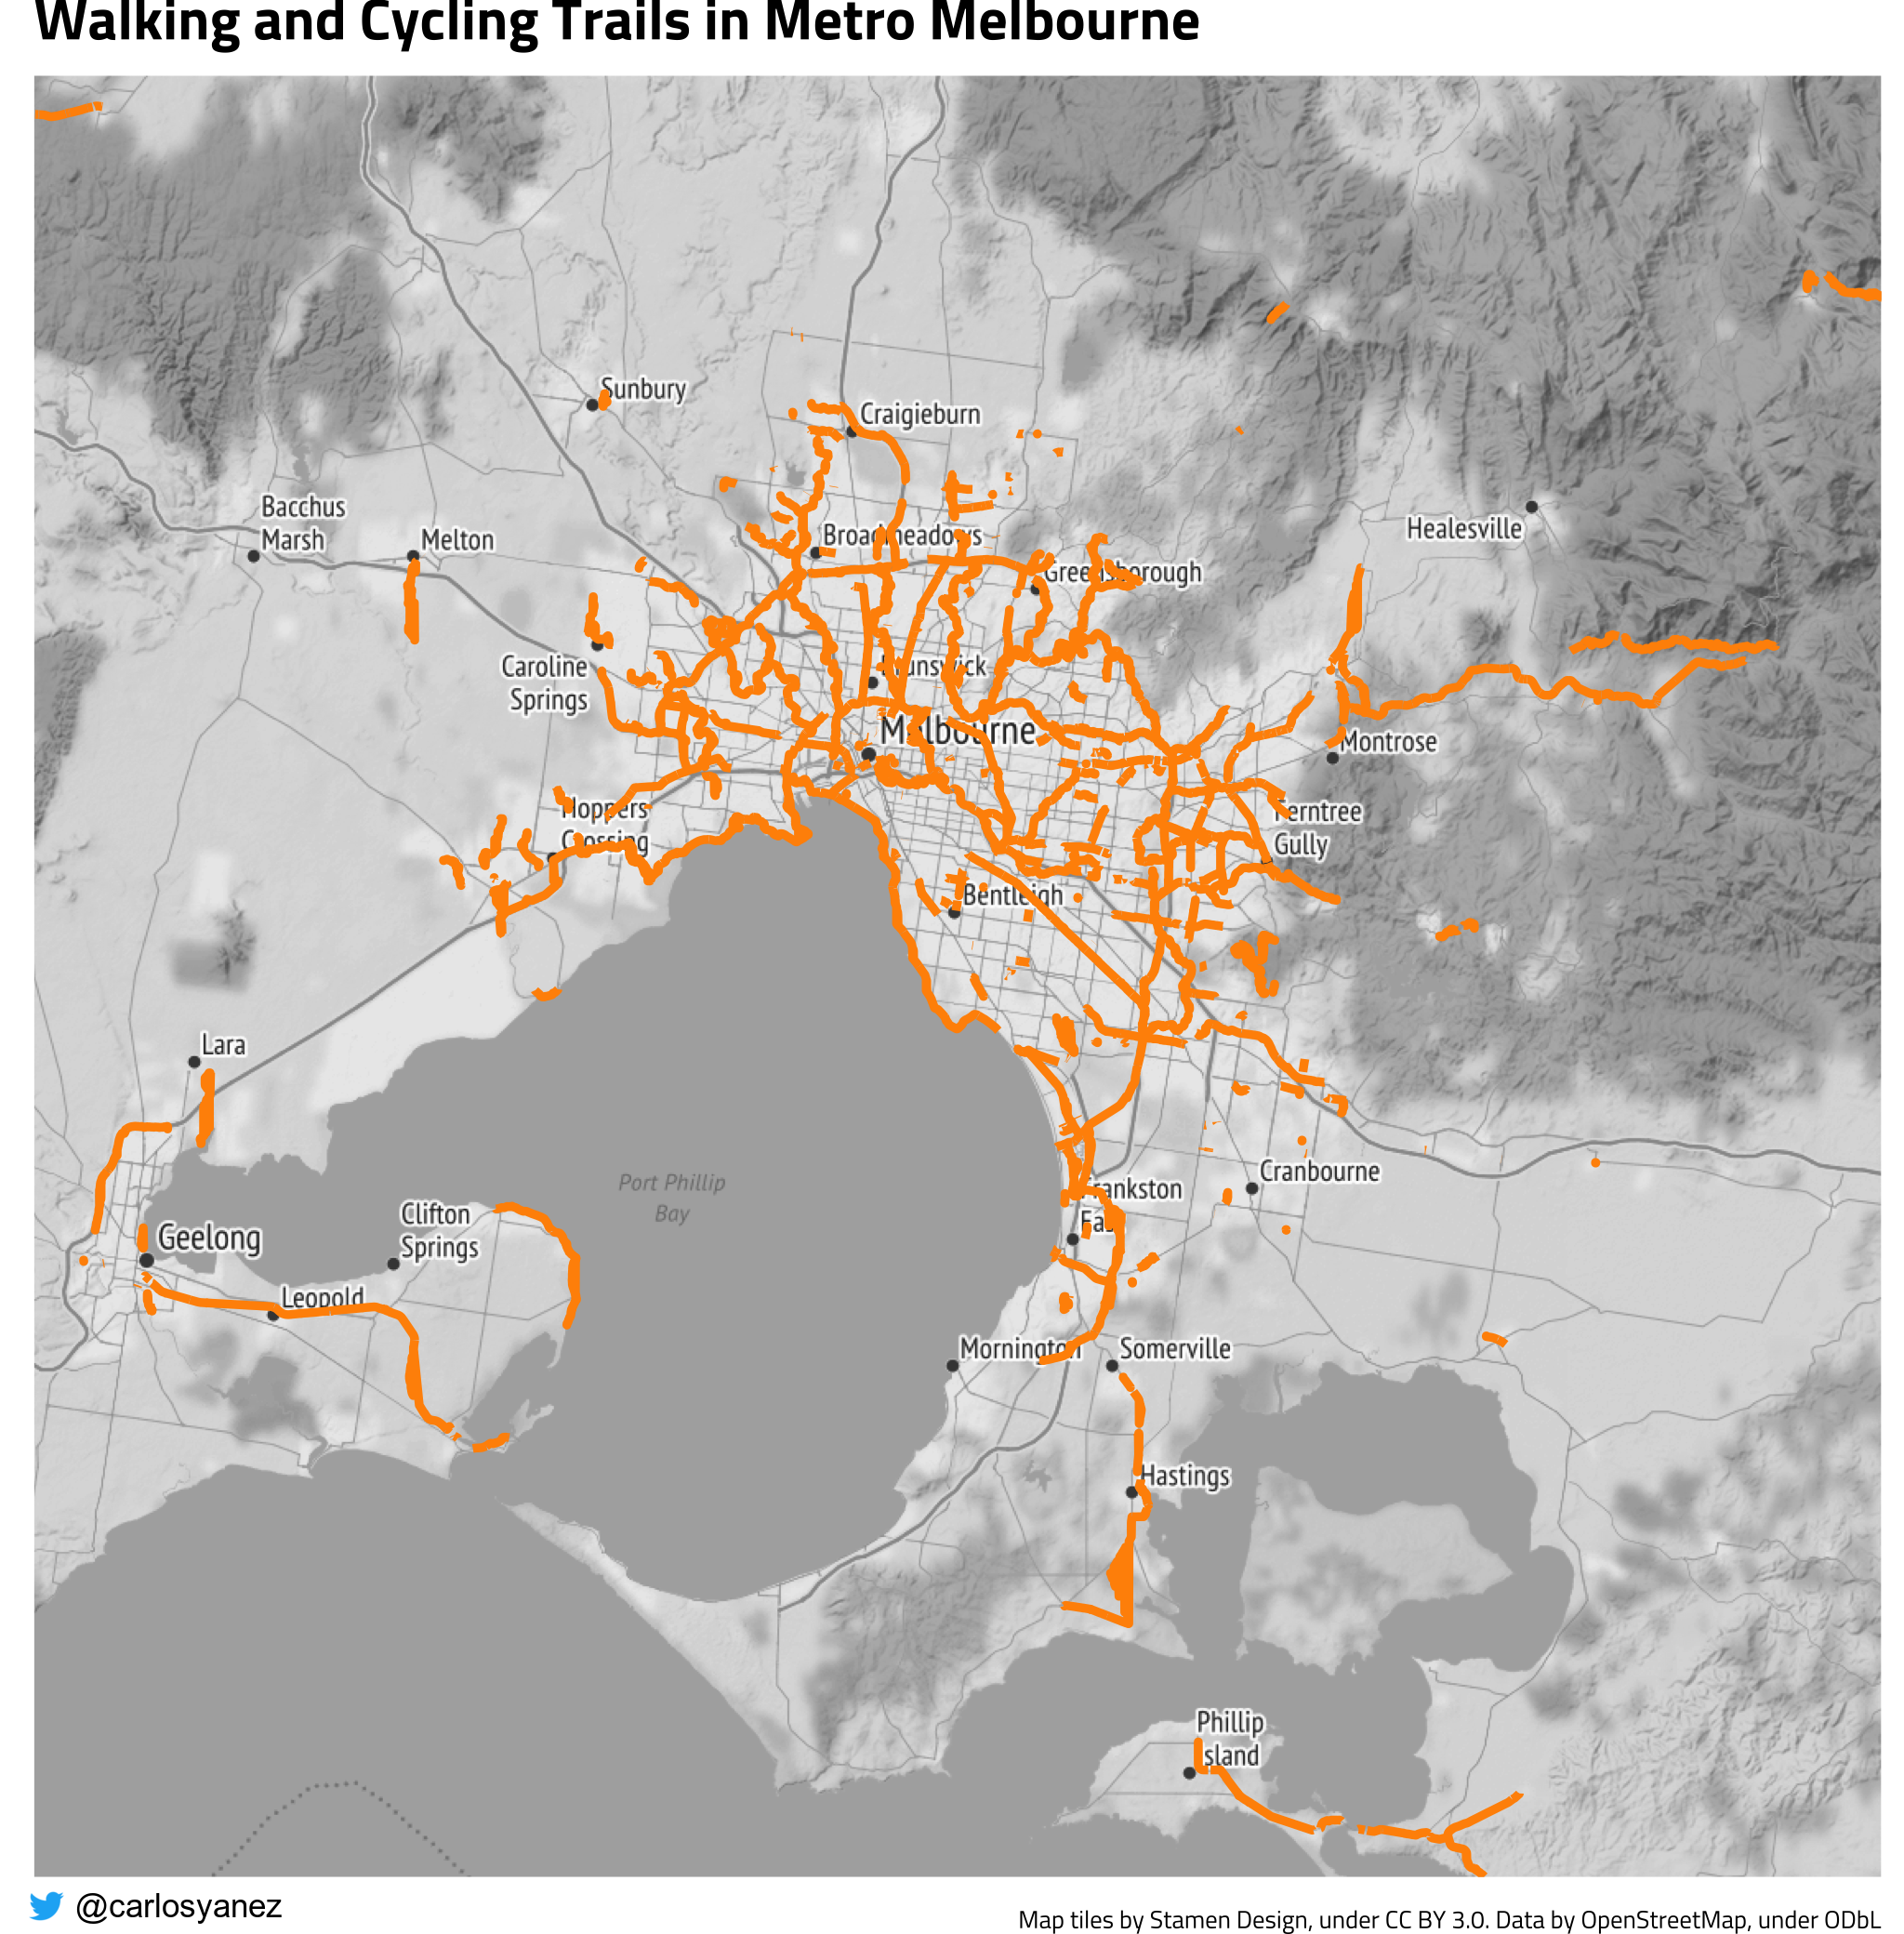 Walking and Cycling Trails in Metro Melbourne
Sunbury
Craigieburn
Bacchus
Marsh
Melton
Broadmeadows
Healesville
Greensborough
Caroline
Springs
Brunswick
Melbourne
Montrose
Hoppers
Crossing
Ferntree
Gully
Bentleigh
Lara
Port Phillip
Bay
Cranbourne
Frankston
East
Clifton
Springs
Geelong
Leopold
Mornington
Somerville
Hastings
Phillip
Island
@carlosyanez
Map tiles by Stamen Design, under CC BY 3.0. Data by OpenStreetMap, under ODbL